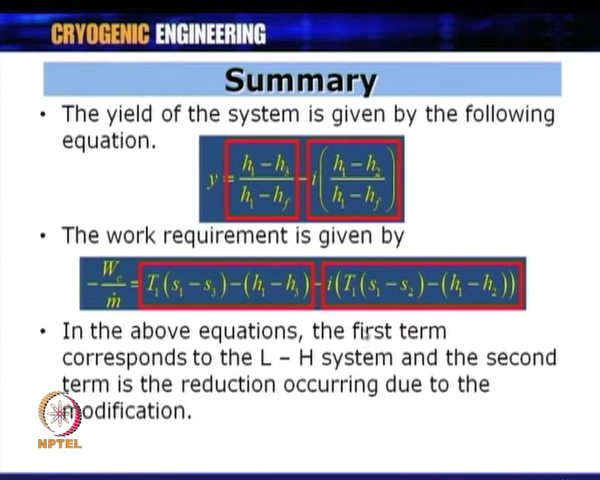 CRYOGENIC ENGINEERING
Summary
• The yield of the system is given by the following
equation.
y = (h₁ − h₃)/(h₁ − h_f) − i((h₁ − h₂)/(h₁ − h_f))
• The work requirement is given by
−W_c/ṁ = T₁(s₁ − s₃) − (h₁ − h₃) − i(T₁(s₁ − s₂) − (h₁ − h₂))
• In the above equations, the first term
corresponds to the L – H system and the second
term is the reduction occurring due to the
modification.
NPTEL